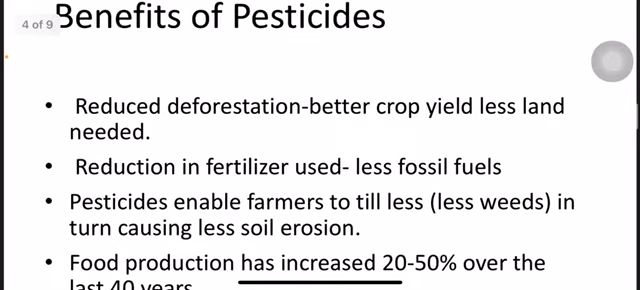 Benefits of Pesticides
4 of 9
• Reduced deforestation-better crop yield less land
needed.
• Reduction in fertilizer used- less fossil fuels
• Pesticides enable farmers to till less (less weeds) in
turn causing less soil erosion.
• Food production has increased 20-50% over the
last 40 years